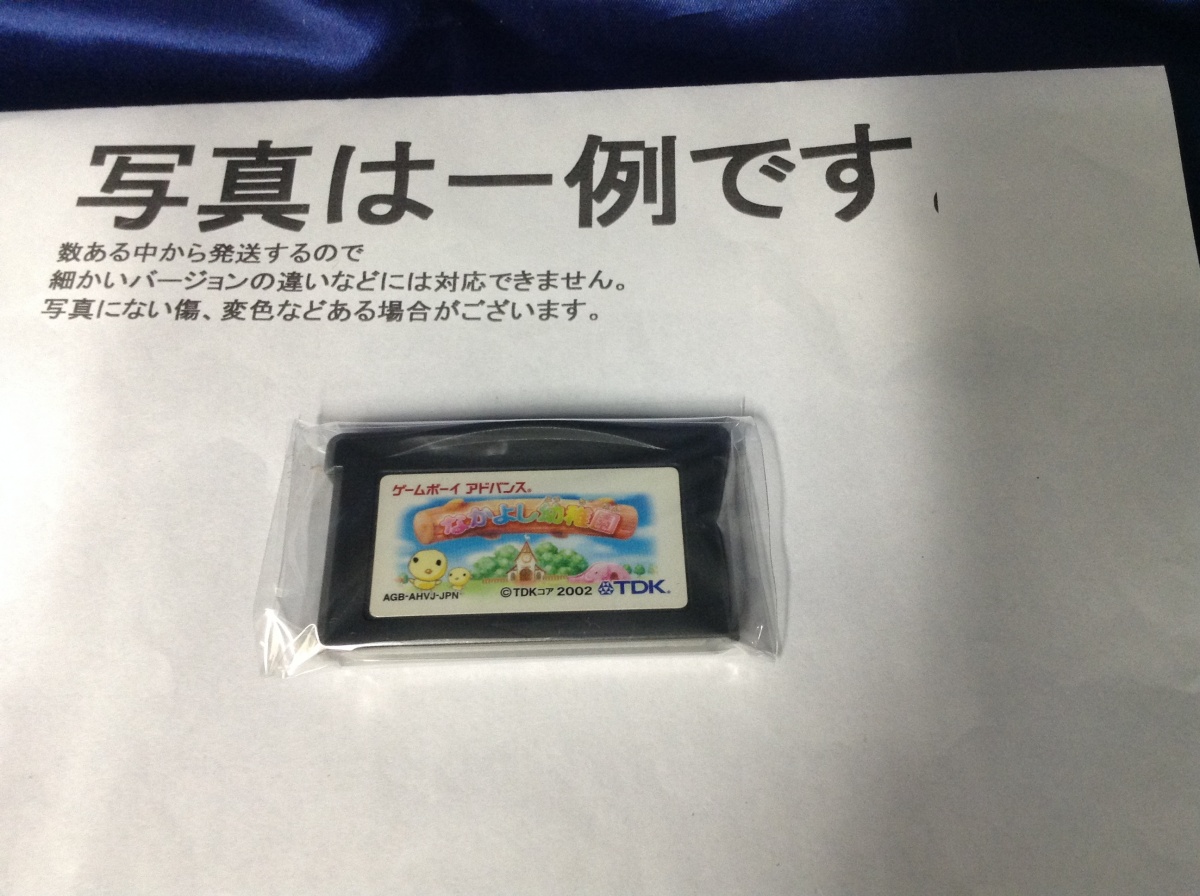 写真は一例です。
数ある中から発送するので
細かいバージョンの違いなどには対応できません。
写真にない傷、変色などある場合がございます。
ゲームボーイ アドバンス®
なかよし幼稚園
AGB-AHVJ-JPN
©TDKコア 2002 TDK®